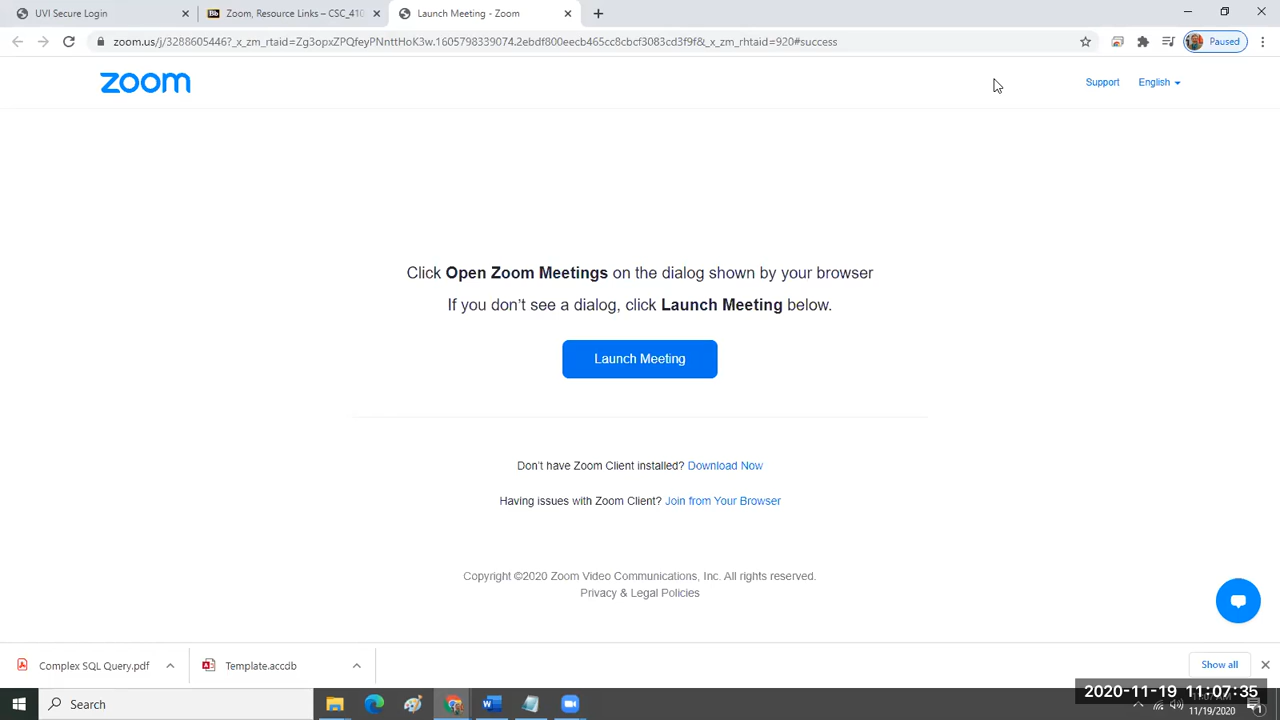 UVI Secure Login
Zoom, Resource Links – CSC_410
Launch Meeting - Zoom
zoom.us/j/3288605446?_x_zm_rtaid=Zg3opxZPQfeyPNnttHoK3w.1605798339074.2ebdf800eecb465cc8cbcf3083cd3f9f&_x_zm_rhtaid=920#success
Paused
zoom
Support
English
Click Open Zoom Meetings on the dialog shown by your browser
If you don't see a dialog, click Launch Meeting below.
Launch Meeting
Don't have Zoom Client installed? Download Now
Having issues with Zoom Client? Join from Your Browser
Copyright ©2020 Zoom Video Communications, Inc. All rights reserved.
Privacy & Legal Policies
Complex SQL Query.pdf
Template.accdb
Show all
Search
2020-11-19 11:07:35
11/19/2020